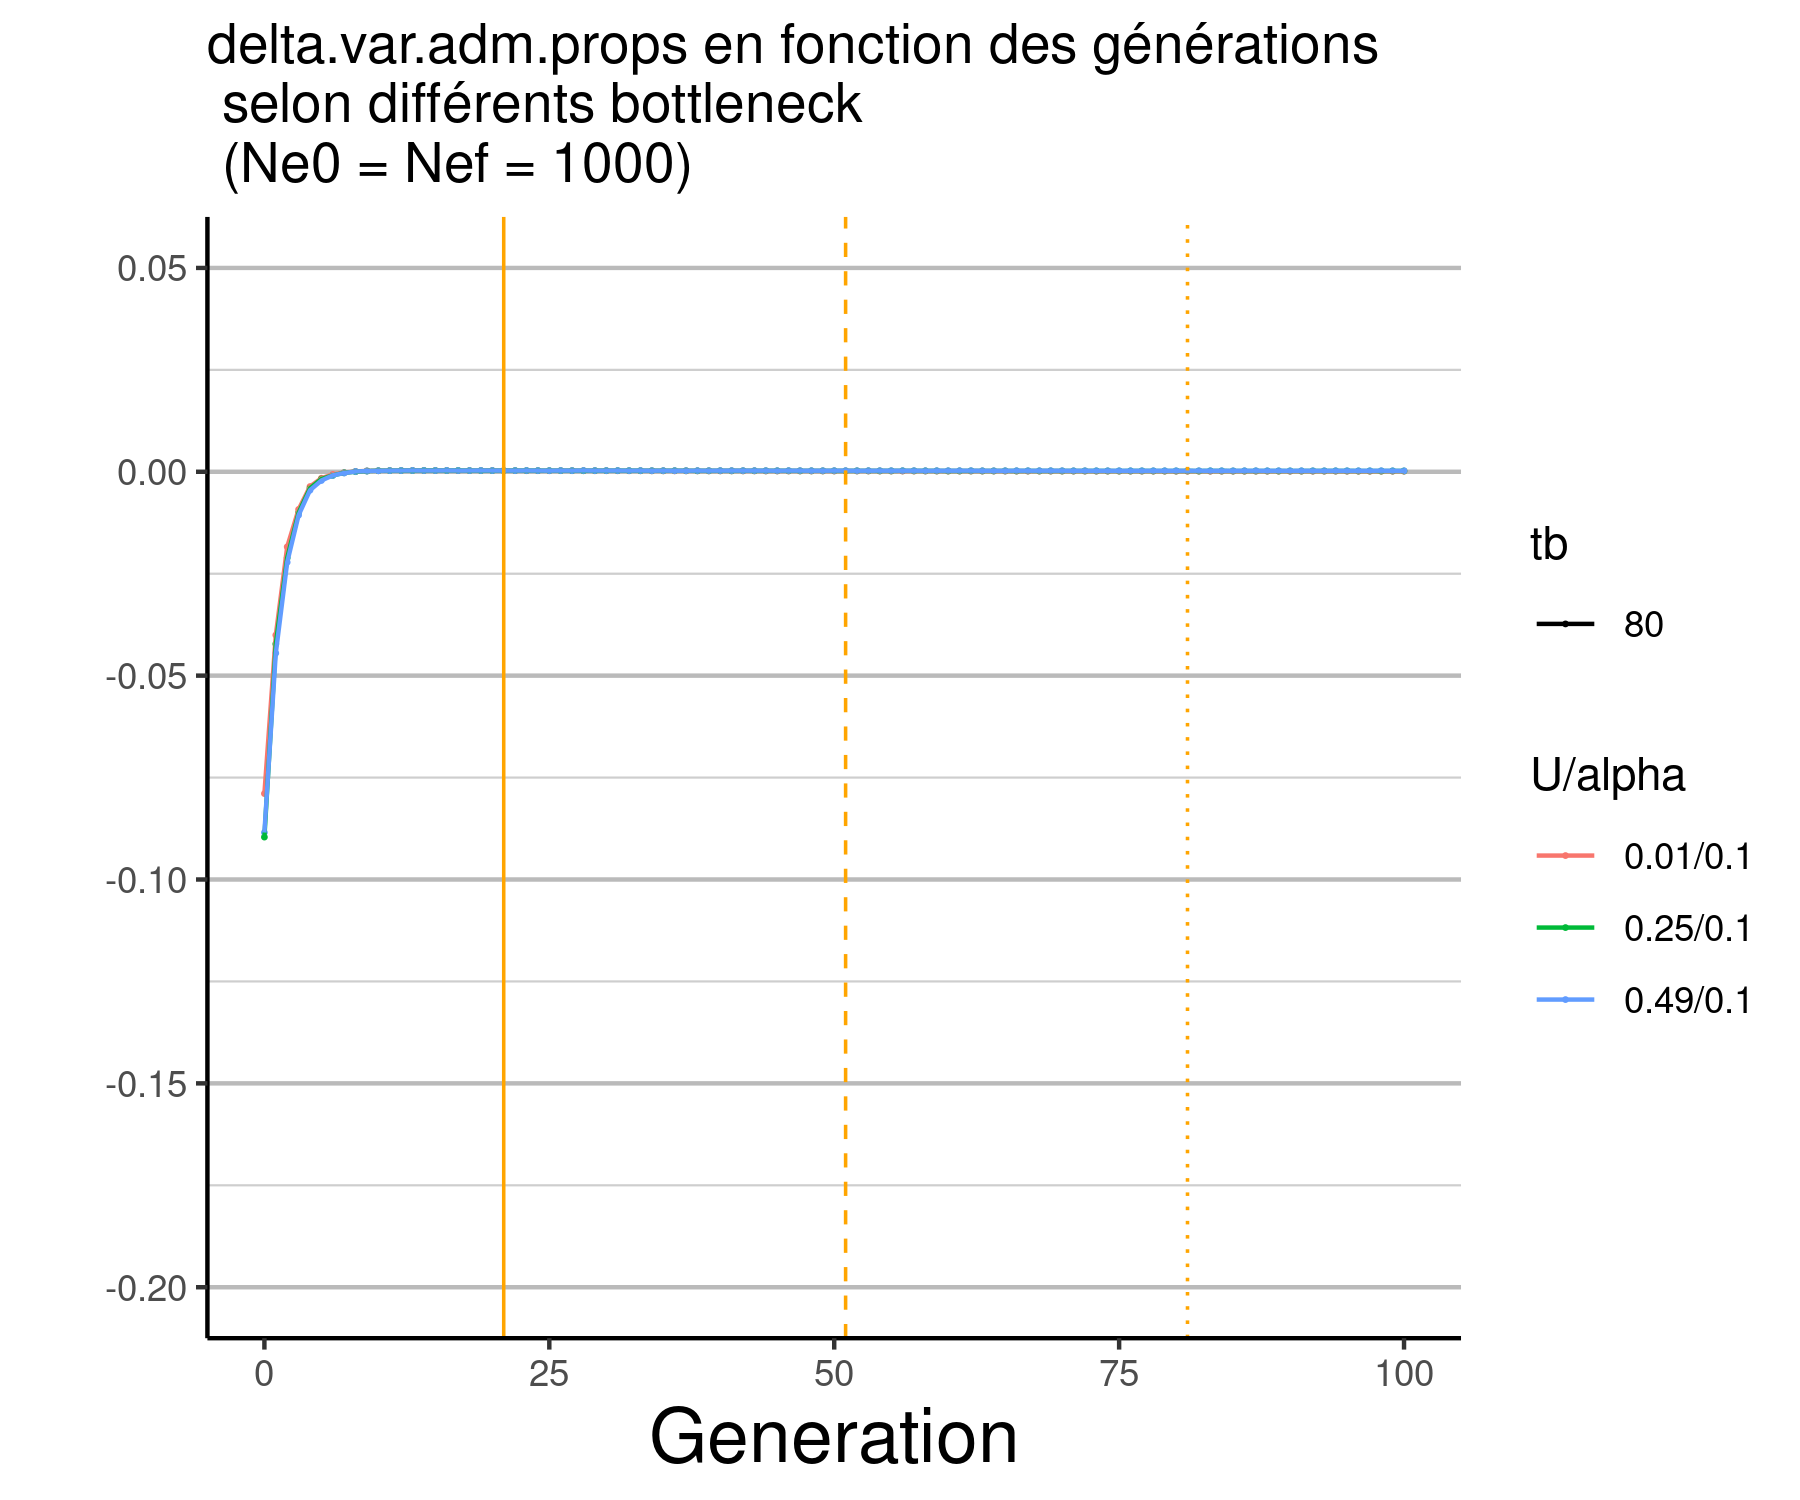 delta.var.adm.props en fonction des générations
selon différents bottleneck
(Ne0 = Nef = 1000)
0.05
0.00
-0.05
-0.10
-0.15
-0.20
0
25
50
75
100
Generation
tb
80
U/alpha
0.01/0.1
0.25/0.1
0.49/0.1